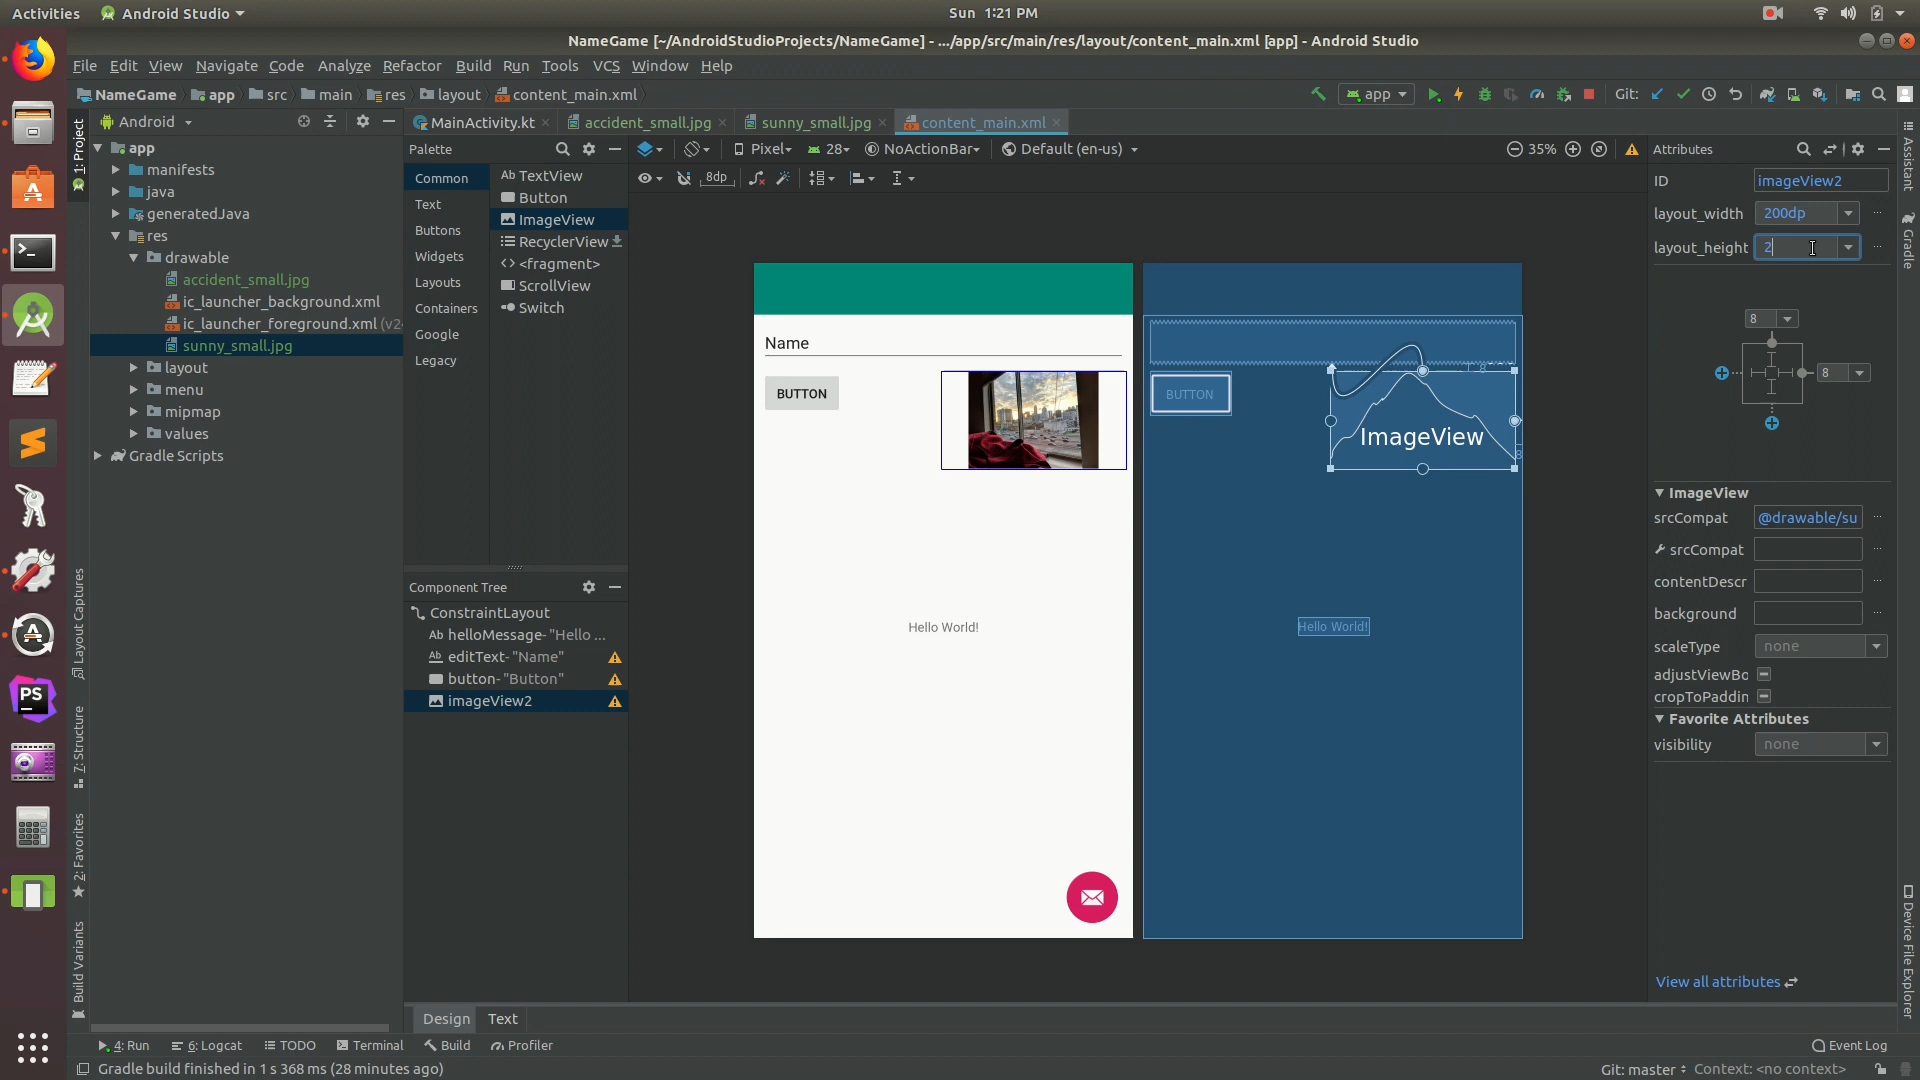 Activities
Android Studio
Sun 1:21 PM
NameGame [~/AndroidStudioProjects/NameGame] - .../app/src/main/res/layout/content_main.xml [app] - Android Studio
File Edit View Navigate Code Analyze Refactor Build Run Tools VCS Window Help
NameGame app src main res layout content_main.xml
app
Git:
1: Project
Android
MainActivity.kt
accident_small.jpg
sunny_small.jpg
content_main.xml
app
manifests
java
generatedJava
res
drawable
accident_small.jpg
ic_launcher_background.xml
ic_launcher_foreground.xml (v2
sunny_small.jpg
layout
menu
mipmap
values
Gradle Scripts
Palette
Common
Text
Buttons
Widgets
Layouts
Containers
Google
Legacy
Ab TextView
Button
ImageView
RecyclerView
<> <fragment>
ScrollView
Switch
Component Tree
ConstraintLayout
Ab helloMessage- "Hello ...
Ab editText- "Name"
button- "Button"
imageView2
Pixel
28
NoActionBar
Default (en-us)
35%
8dp
Name
BUTTON
Hello World!
BUTTON
8
ImageView
8
Hello World!
Attributes
ID imageView2
layout_width 200dp
layout_height 2
8
8
ImageView
srcCompat @drawable/su
srcCompat
contentDescr
background
scaleType none
adjustViewBo
cropToPaddin
Favorite Attributes
visibility none
View all attributes
Assistant
Gradle
Device File Explorer
Layout Captures
7: Structure
2: Favorites
Build Variants
PS
Design Text
4: Run 6: Logcat TODO Terminal Build Profiler
Event Log
Gradle build finished in 1 s 368 ms (28 minutes ago)
Git: master Context: <no context>